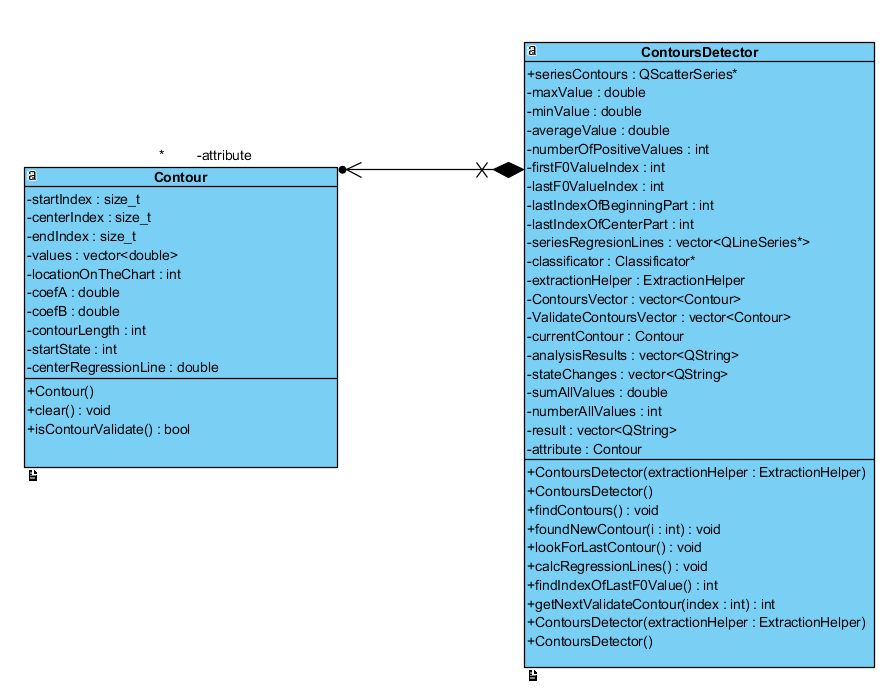 * -attribute
a
Contour
-startIndex : size_t
-centerIndex : size_t
-endIndex : size_t
-values : vector<double>
-locationOnTheChart : int
-coefA : double
-coefB : double
-contourLength : int
-startState : int
-centerRegressionLine : double
+Contour()
+clear() : void
+isContourValidate() : bool
a
ContoursDetector
+seriesContours : QScatterSeries*
-maxValue : double
-minValue : double
-averageValue : double
-numberOfPositiveValues : int
-firstF0ValueIndex : int
-lastF0ValueIndex : int
-lastIndexOfBeginningPart : int
-lastIndexOfCenterPart : int
-seriesRegresionLines : vector<QLineSeries*>
-classificator : Classificator*
-extractionHelper : ExtractionHelper
-ContoursVector : vector<Contour>
-ValidateContoursVector : vector<Contour>
-currentContour : Contour
-analysisResults : vector<QString>
-stateChanges : vector<QString>
-sumAllValues : double
-numberAllValues : int
-result : vector<QString>
-attribute : Contour
+ContoursDetector(extractionHelper : ExtractionHelper)
+ContoursDetector()
+findContours() : void
+foundNewContour(i : int) : void
+lookForLastContour() : void
+calcRegressionLines() : void
+findIndexOfLastF0Value() : int
+getNextValidateContour(index : int) : int
+ContoursDetector(extractionHelper : ExtractionHelper)
+ContoursDetector()